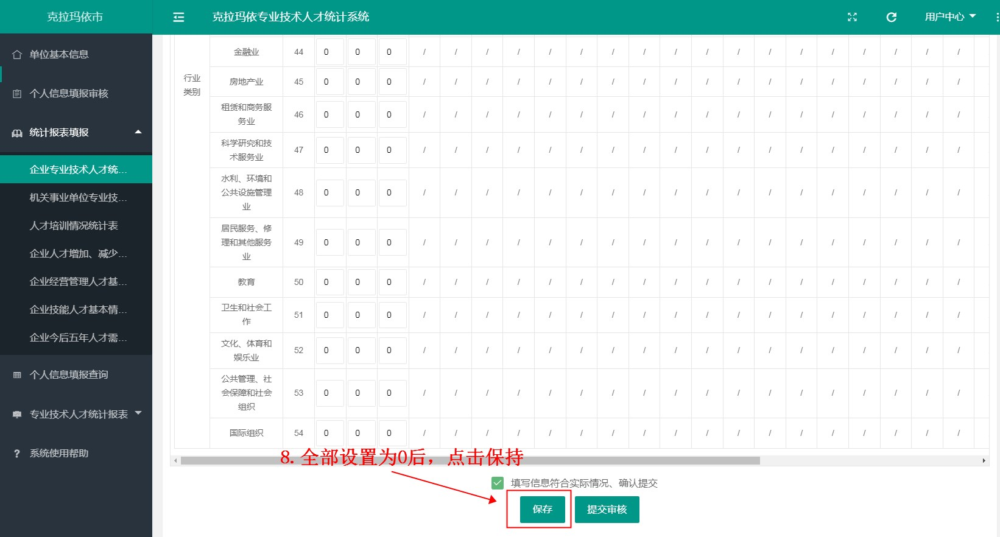 克拉玛依市
克拉玛依专业技术人才统计系统
用户中心
单位基本信息
个人信息填报审核
统计报表填报
企业专业技术人才统...
机关事业单位专业技...
人才培训情况统计表
企业人才增加、减少...
企业经营管理人才基...
企业技能人才基本情...
企业今后五年人才需...
个人信息填报查询
专业技术人才统计报表
系统使用帮助
行业
类别
金融业 44 0 0 0 / / / / / / / / / / / / / / / / / /
房地产业 45 0 0 0 / / / / / / / / / / / / / / / / / /
租赁和商务服
务业 46 0 0 0 / / / / / / / / / / / / / / / / / /
科学研究和技
术服务业 47 0 0 0 / / / / / / / / / / / / / / / / / /
水利、环境和
公共设施管理 48 0 0 0 / / / / / / / / / / / / / / / / / /
业
居民服务、修
理和其他服务 49 0 0 0 / / / / / / / / / / / / / / / / / /
业
教育 50 0 0 0 / / / / / / / / / / / / / / / / / /
卫生和社会工
作 51 0 0 0 / / / / / / / / / / / / / / / / / /
文化、体育和
娱乐业 52 0 0 0 / / / / / / / / / / / / / / / / / /
公共管理、社
会保障和社会 53 0 0 0 / / / / / / / / / / / / / / / / / /
组织
国际组织 54 0 0 0 / / / / / / / / / / / / / / / / / /
8. 全部设置为0后，点击保持
填写信息符合实际情况、确认提交
保存 提交审核